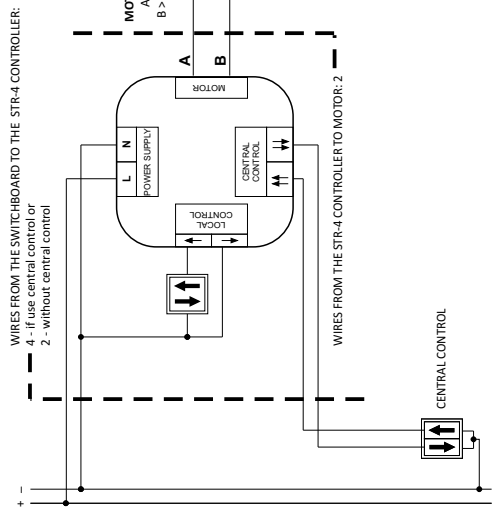 WIRES FROM THE SWITCHBOARD TO THE STR-4 CONTROLLER:
4 - if use central control or
2 - without central control
MO
A
B >
A
B
MOTOR
N
L
POWER SUPPLY
CENTRAL
CONTROL
LOCAL
CONTROL
WIRES FROM THE STR-4 CONTROLLER TO MOTOR: 2
CENTRAL CONTROL
+
–